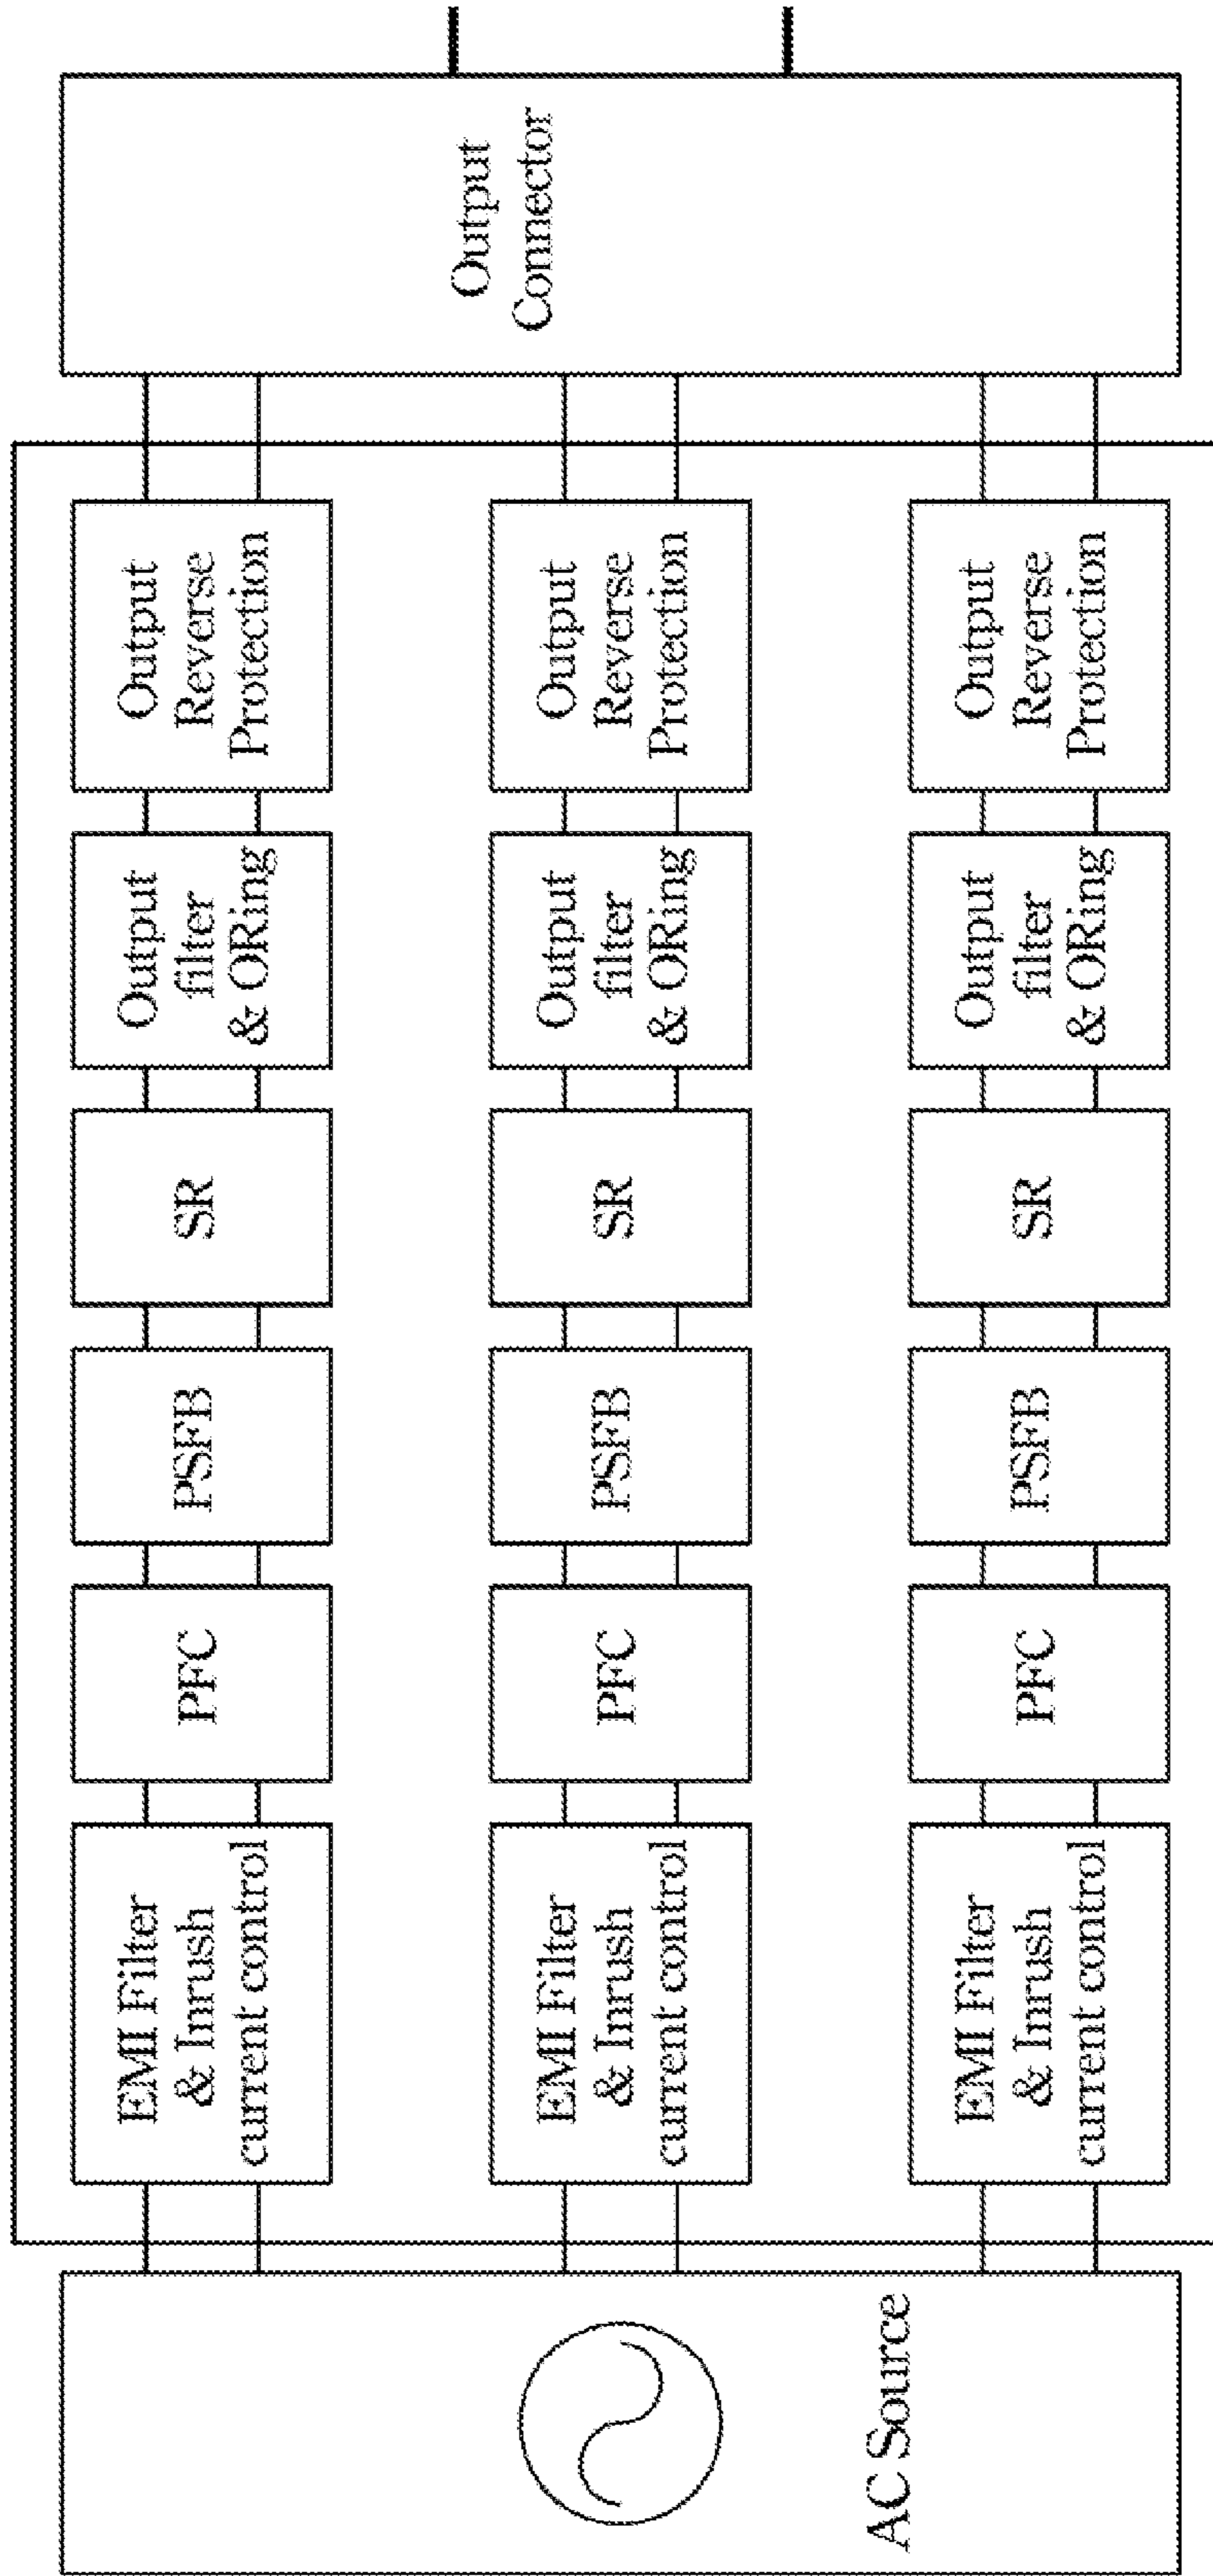 AC Source
EMI Filter
& Inrush
current control
PFC
PSFB
SR
Output
filter
& ORing
Output
Reverse
Protection
EMI Filter
& Inrush
current control
PFC
PSFB
SR
Output
filter
& ORing
Output
Reverse
Protection
EMI Filter
& Inrush
current control
PFC
PSFB
SR
Output
filter
& ORing
Output
Reverse
Protection
Output
Connector